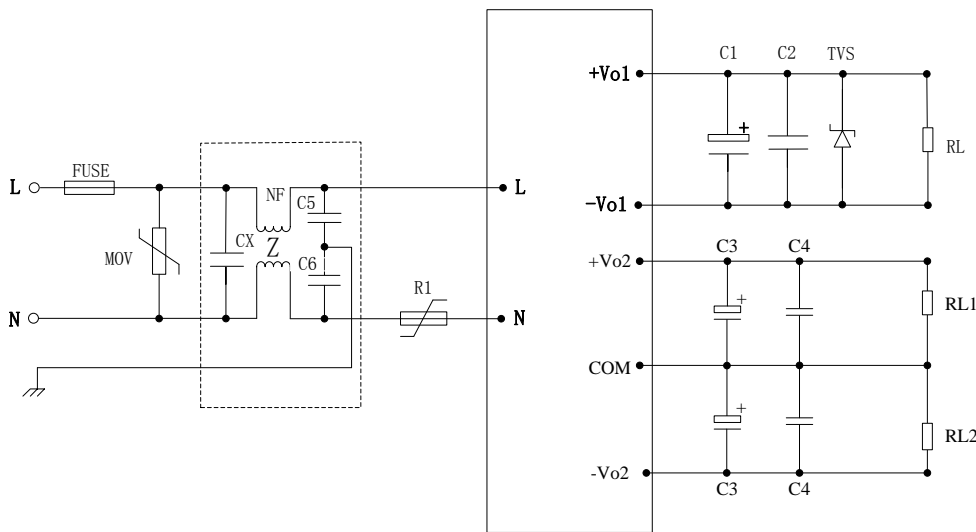 C1 C2 TVS
+Vo1
+
RL
-Vo1
FUSE
L
NF
C5
L
MOV
CX
Z
C6
R1
N
N
C3 C4
+Vo2
+
RL1
COM
+
RL2
-Vo2
C3 C4